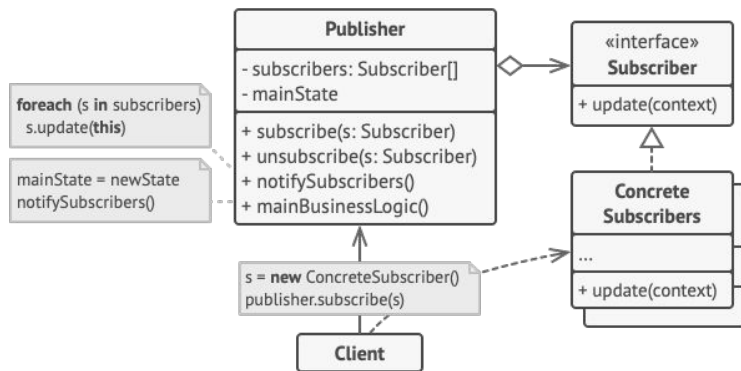 Publisher
- subscribers: Subscriber[]
- mainState
+ subscribe(s: Subscriber)
+ unsubscribe(s: Subscriber)
+ notifySubscribers()
+ mainBusinessLogic()
foreach (s in subscribers)
s.update(this)
mainState = newState
notifySubscribers()
«interface»
Subscriber
+ update(context)
Concrete
Subscribers
...
+ update(context)
s = new ConcreteSubscriber()
publisher.subscribe(s)
Client